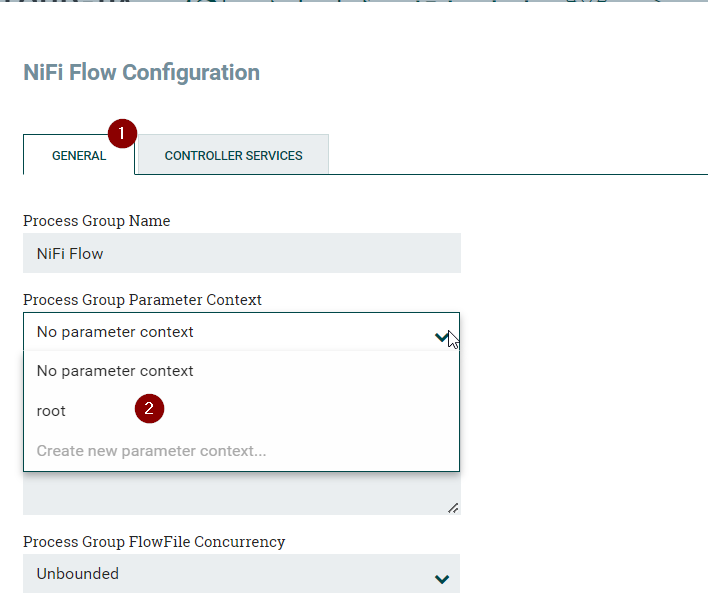 NiFi Flow Configuration
1
GENERAL
CONTROLLER SERVICES
Process Group Name
NiFi Flow
Process Group Parameter Context
No parameter context
No parameter context
root
2
Create new parameter context...
Process Group FlowFile Concurrency
Unbounded